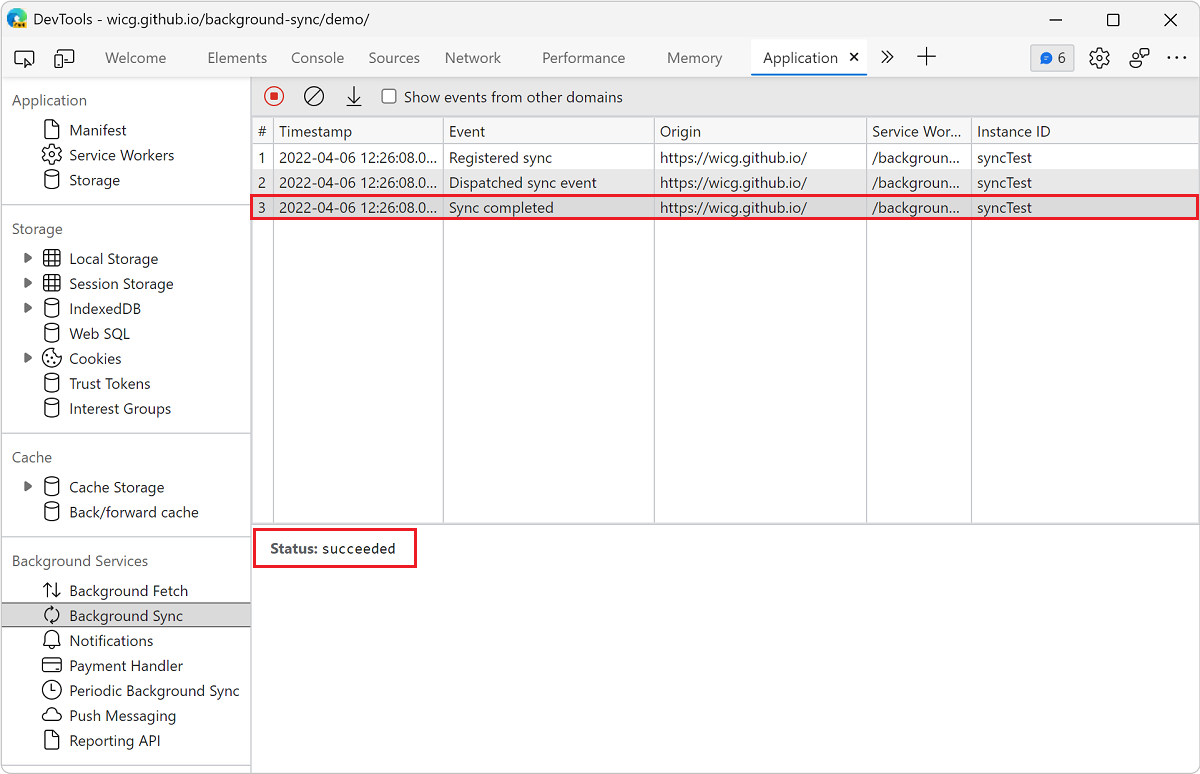 DevTools - wicg.github.io/background-sync/demo/
Welcome Elements Console Sources Network Performance Memory Application 6
Application
Manifest
Service Workers
Storage
Storage
Local Storage
Session Storage
IndexedDB
Web SQL
Cookies
Trust Tokens
Interest Groups
Cache
Cache Storage
Back/forward cache
Background Services
Background Fetch
Background Sync
Notifications
Payment Handler
Periodic Background Sync
Push Messaging
Reporting API
Show events from other domains
# Timestamp Event Origin Service Wor... Instance ID
1 2022-04-06 12:26:08.0... Registered sync https://wicg.github.io/ /backgroun... syncTest
2 2022-04-06 12:26:08.0... Dispatched sync event https://wicg.github.io/ /backgroun... syncTest
3 2022-04-06 12:26:08.0... Sync completed https://wicg.github.io/ /backgroun... syncTest
Status: succeeded